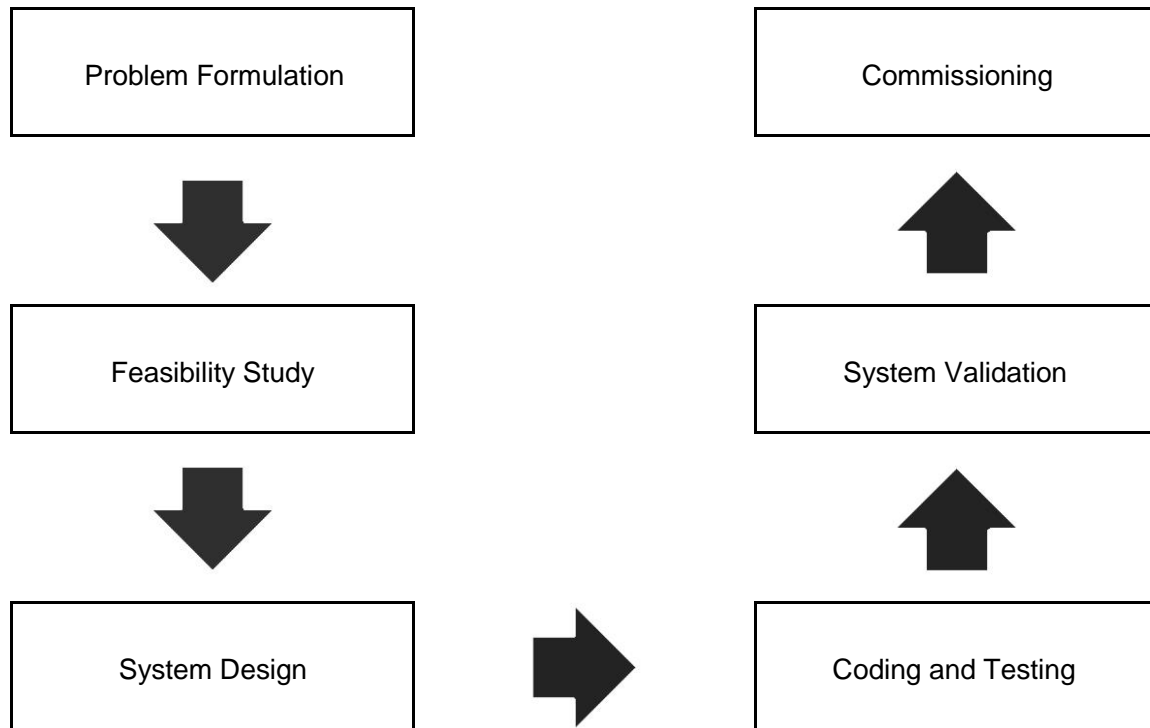 Problem Formulation
Commissioning
Feasibility Study
System Validation
System Design
Coding and Testing